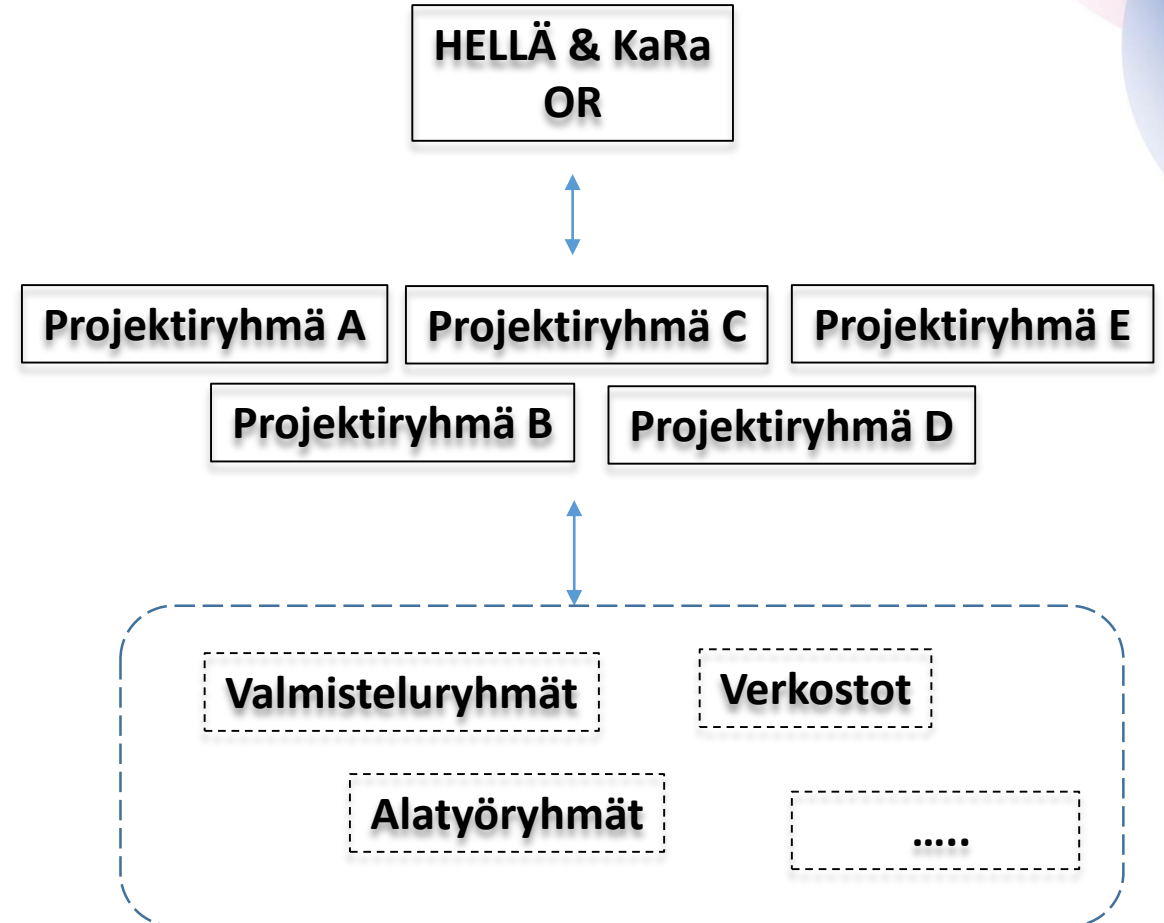 HELLÄ & KaRa
OR
Projektiryhmä A
Projektiryhmä C
Projektiryhmä E
Projektiryhmä B
Projektiryhmä D
Valmisteluryhmät
Verkostot
Alatyöryhmät
.....